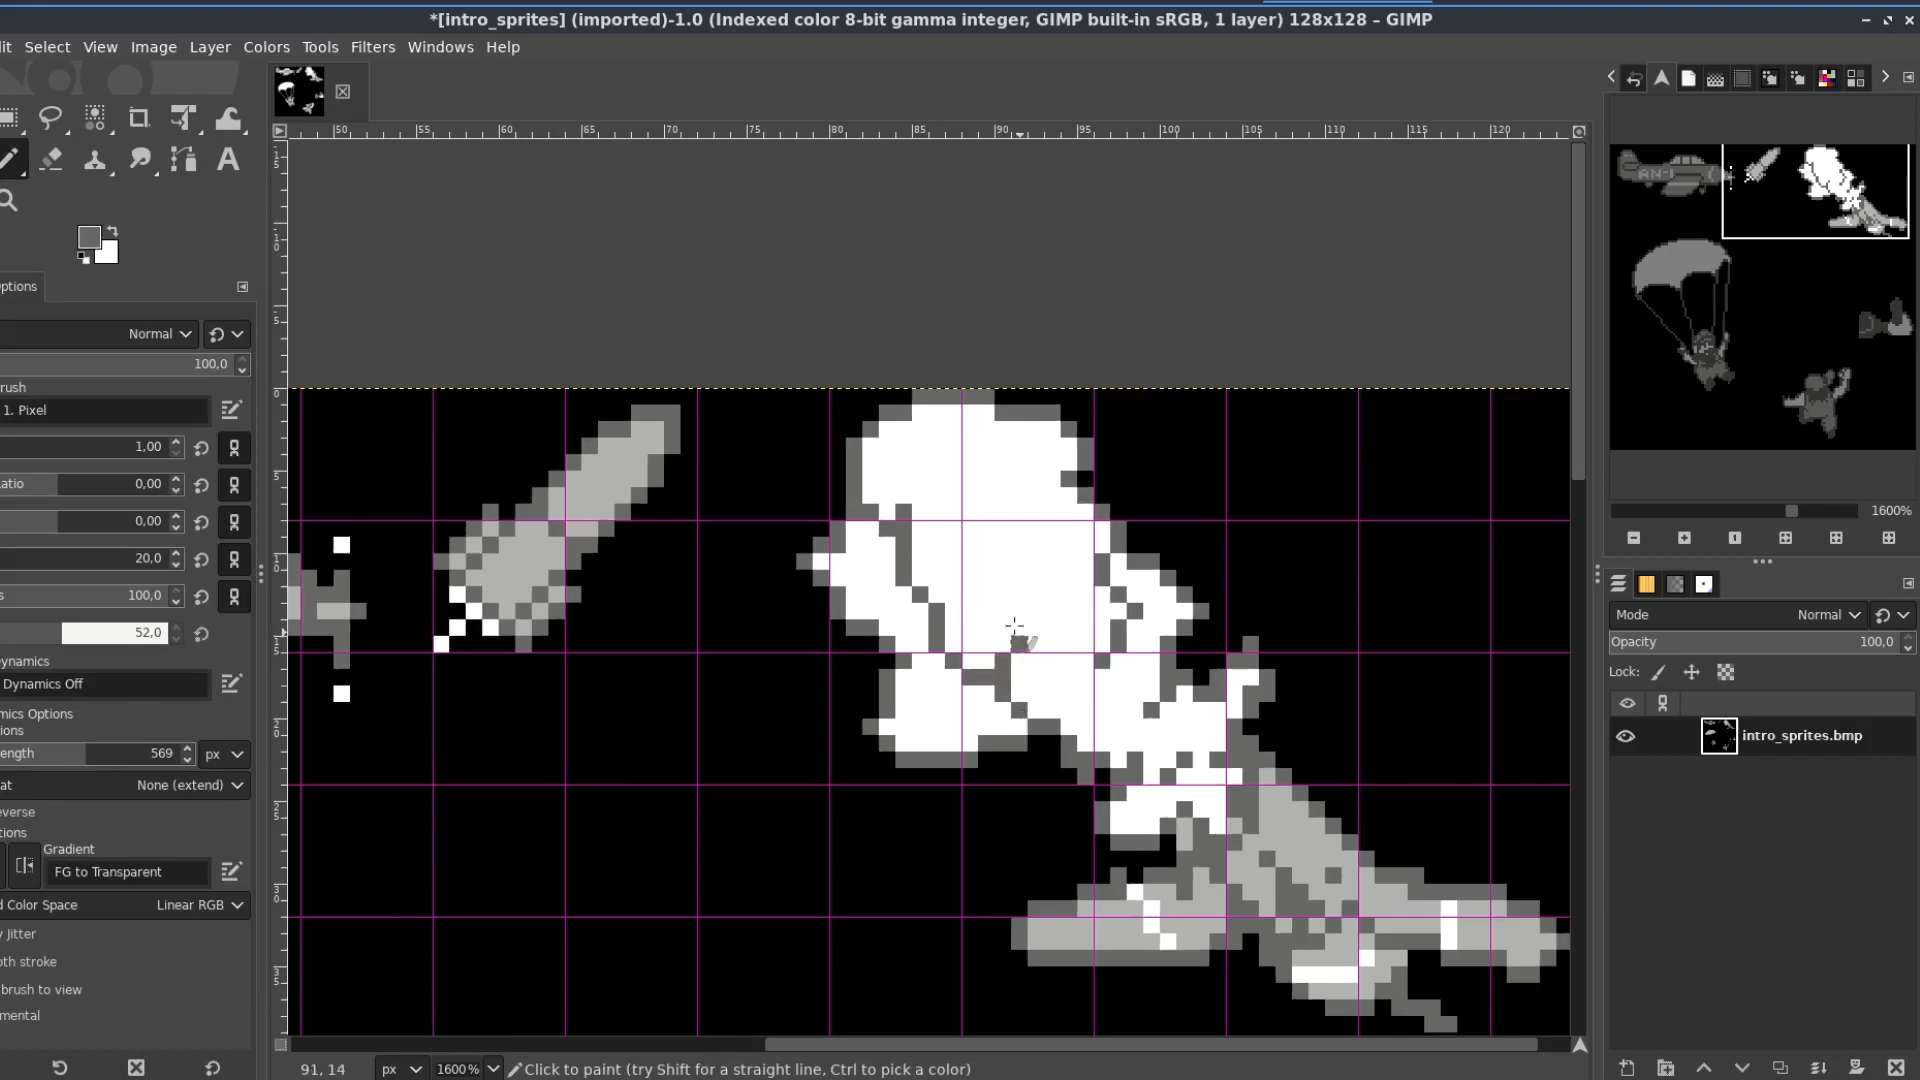 *[intro_sprites] (imported)-1.0 (Indexed color 8-bit gamma integer, GIMP built-in sRGB, 1 layer) 128x128 – GIMP
it Select View Image Layer Colors Tools Filters Windows Help
50 55 60 65 70 75 80 85 90 95 100 105 110 115 120
ptions
Normal
100,0
rush
1. Pixel
1,00
atio 0,00
0,00
20,0
s 100,0
52,0
ynamics
Dynamics Off
mics Options
ions
ength 569 px
at None (extend)
everse
tions
Gradient
FG to Transparent
d Color Space Linear RGB
y Jitter
oth stroke
brush to view
mental
AN-1
1600%
Mode Normal
Opacity 100,0
Lock:
intro_sprites.bmp
91, 14 px 1600% Click to paint (try Shift for a straight line, Ctrl to pick a color)